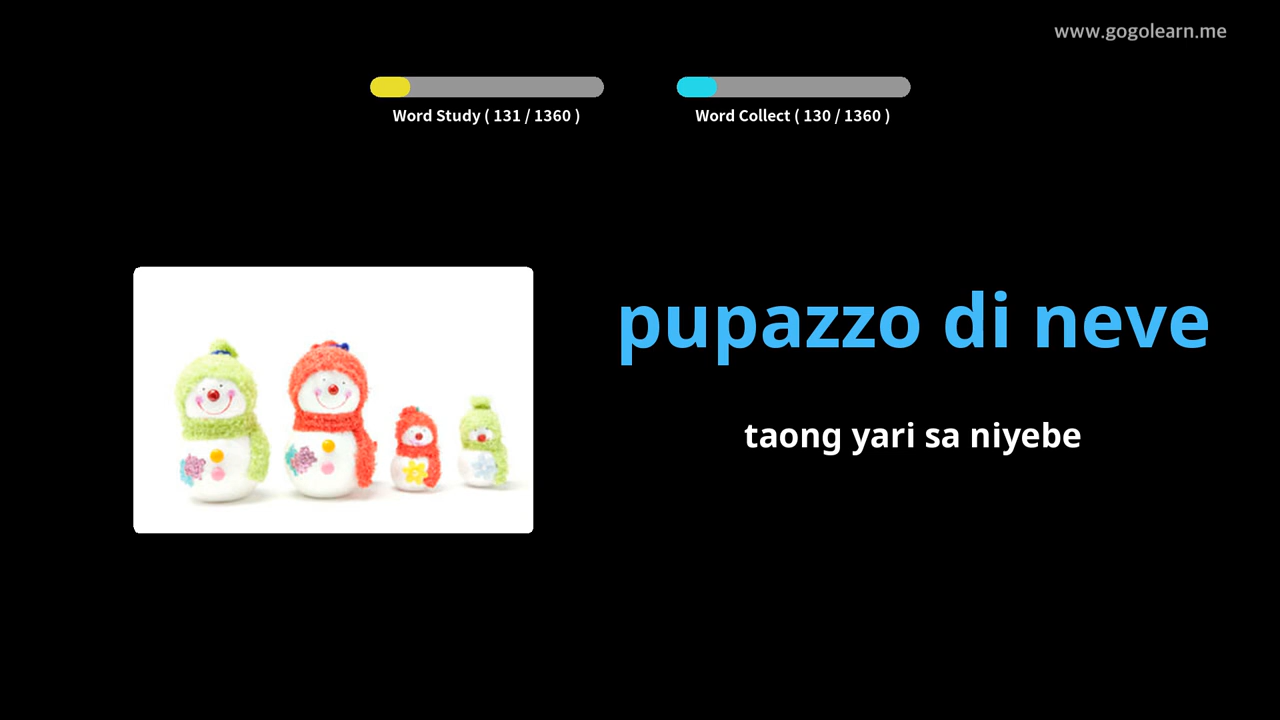 www.gogolearn.me
Word Study ( 131 / 1360 )
Word Collect ( 130 / 1360 )
pupazzo di neve
taong yari sa niyebe